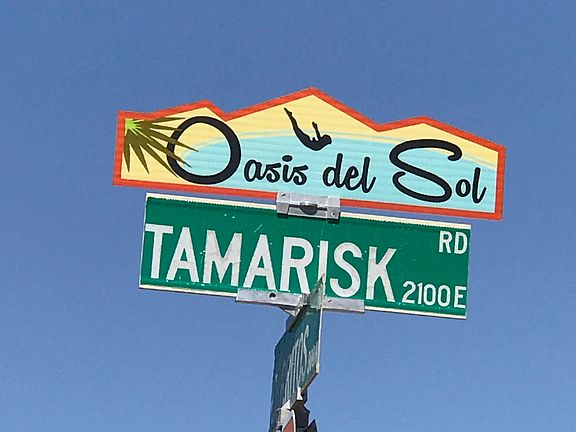 Oasis del Sol
TAMARISK RD
2100 E